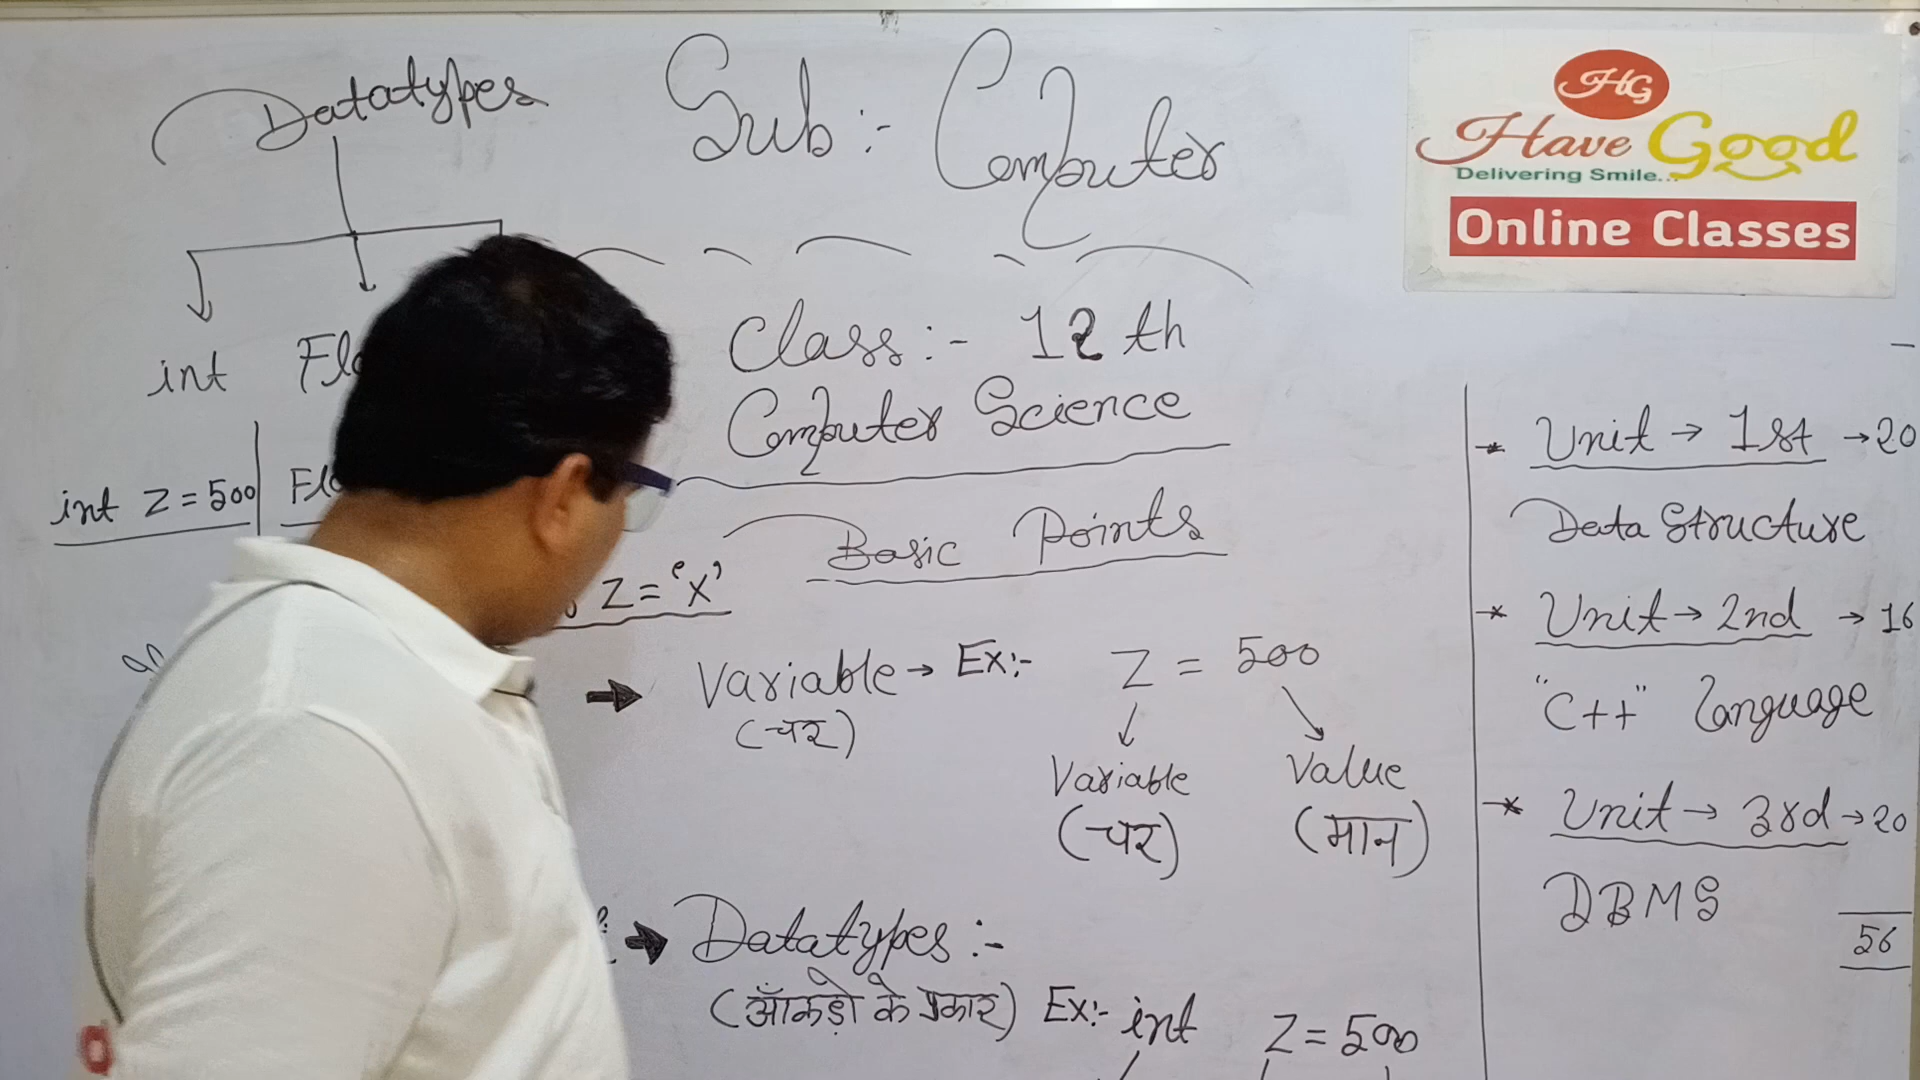 Datatypes
int
int Z = 500
Z = 'x'
Sub :- Computer
Class :- 12th
Computer Science
Basic Points
Variable → Ex:- Z = 500
(चर)
Variable Value
(चर) (मान)
Datatypes :-
(आँकड़ो के प्रकार) Ex:- int Z = 500
HG
Have Good
Delivering Smile...
Online Classes
* Unit → 1st → 20
Data Structure
* Unit → 2nd → 16
"C++" Language
* Unit → 3rd → 20
DBMS
56